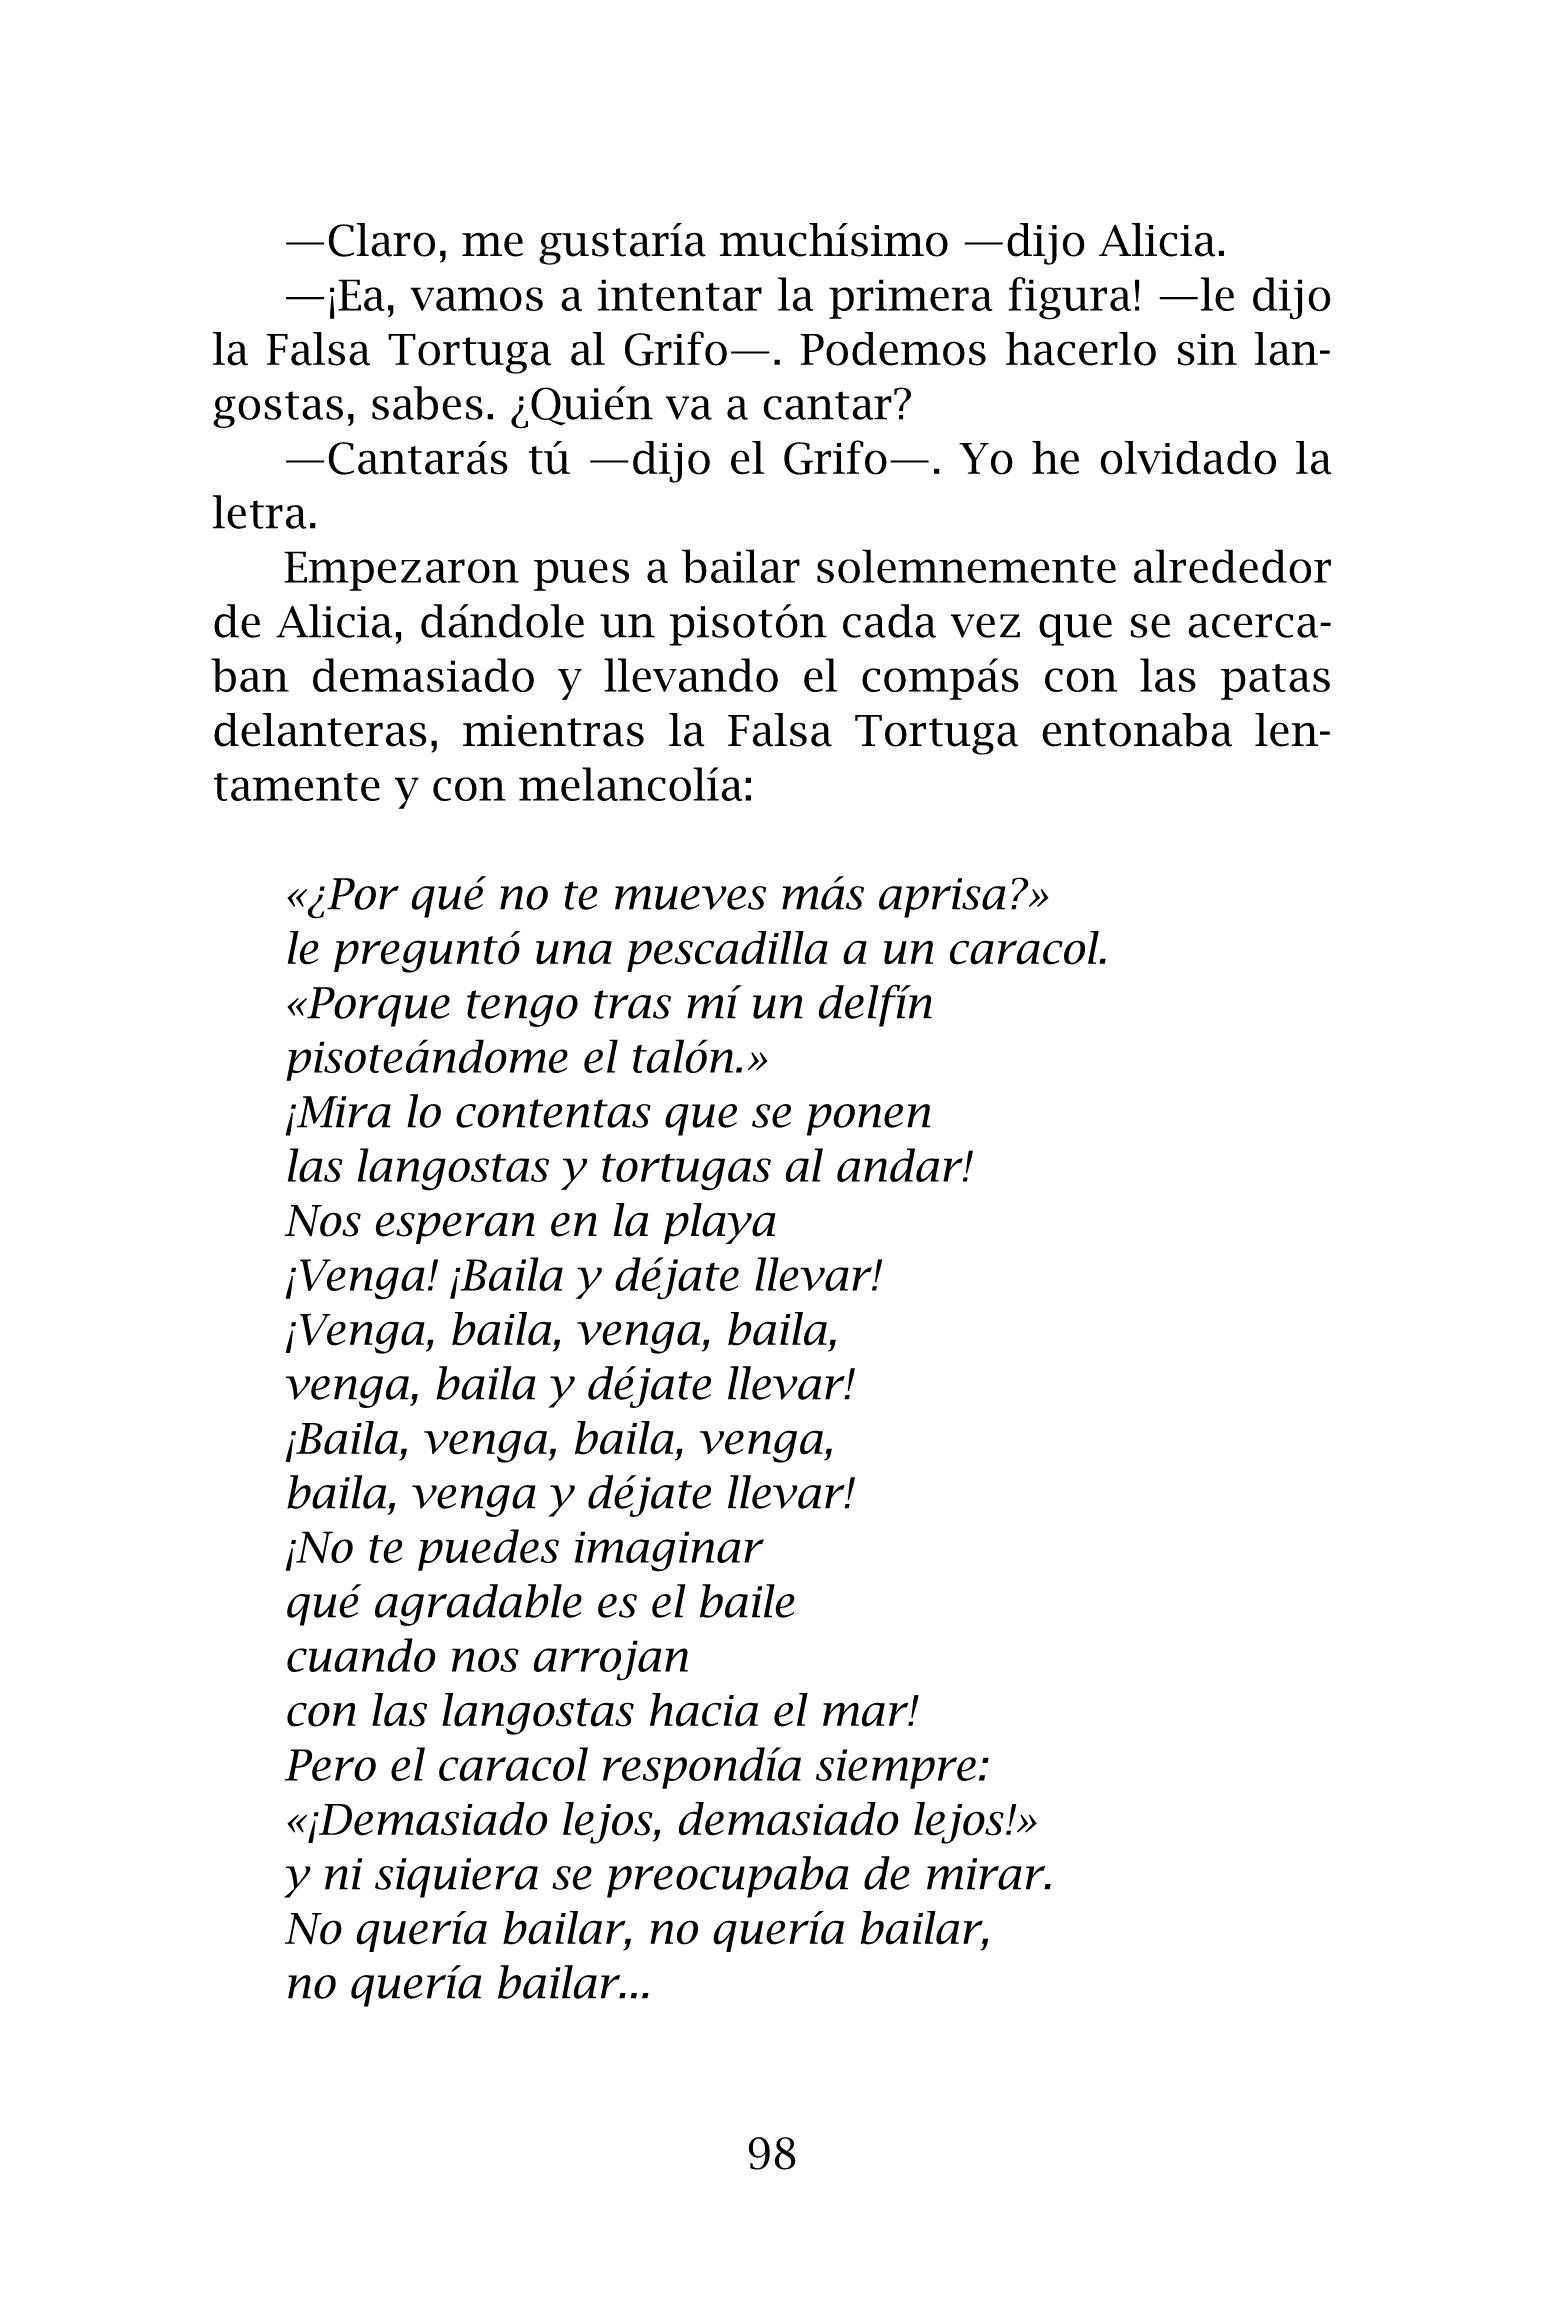 —Claro, me gustaría muchísimo —dijo Alicia.
—¡Ea, vamos a intentar la primera figura! —le dijo
la Falsa Tortuga al Grifo—. Podemos hacerlo sin lan-
gostas, sabes. ¿Quién va a cantar?
—Cantarás tú —dijo el Grifo—. Yo he olvidado la
letra.
Empezaron pues a bailar solemnemente alrededor
de Alicia, dándole un pisotón cada vez que se acerca-
ban demasiado y llevando el compás con las patas
delanteras, mientras la Falsa Tortuga entonaba len-
tamente y con melancolía:
«¿Por qué no te mueves más aprisa?»
le preguntó una pescadilla a un caracol.
«Porque tengo tras mí un delfín
pisoteándome el talón.»
¡Mira lo contentas que se ponen
las langostas y tortugas al andar!
Nos esperan en la playa
¡Venga! ¡Baila y déjate llevar!
¡Venga, baila, venga, baila,
venga, baila y déjate llevar!
¡Baila, venga, baila, venga,
baila, venga y déjate llevar!
¡No te puedes imaginar
qué agradable es el baile
cuando nos arrojan
con las langostas hacia el mar!
Pero el caracol respondía siempre:
«¡Demasiado lejos, demasiado lejos!»
y ni siquiera se preocupaba de mirar.
No quería bailar, no quería bailar,
no quería bailar...
98